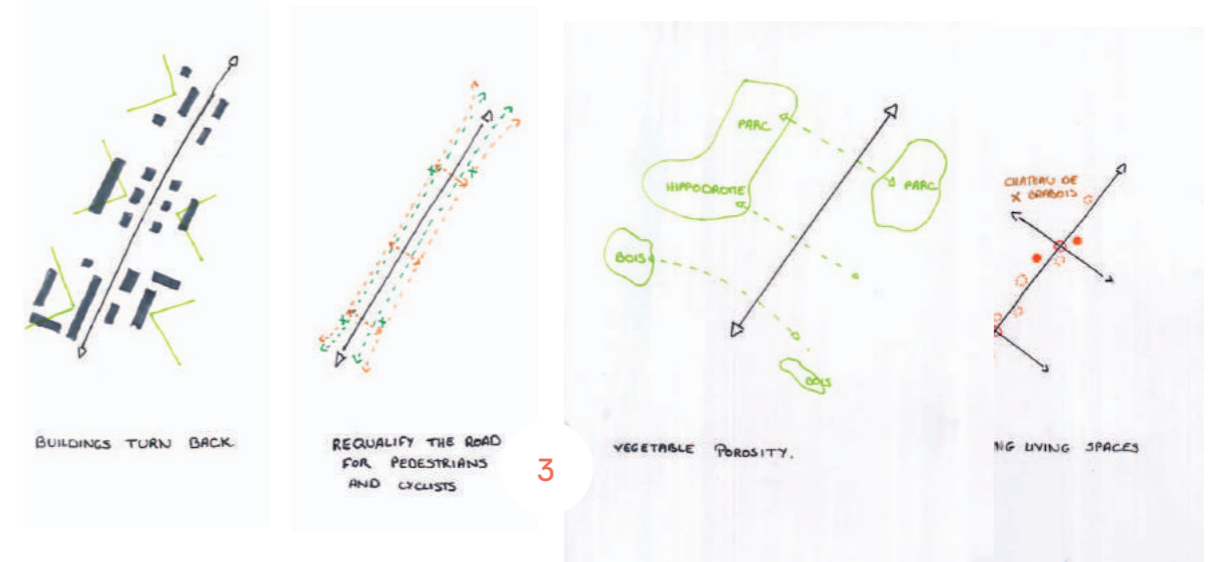 BUILDINGS TURN BACK
REQUALIFY THE ROAD
FOR PEDESTRIANS
AND CYCLISTS
3
PARC
HIPPODROME
PARC
BOIS
BOIS
VEGETABLE POROSITY.
CHATEAU DE
X GRABOIS
NG LIVING SPACES